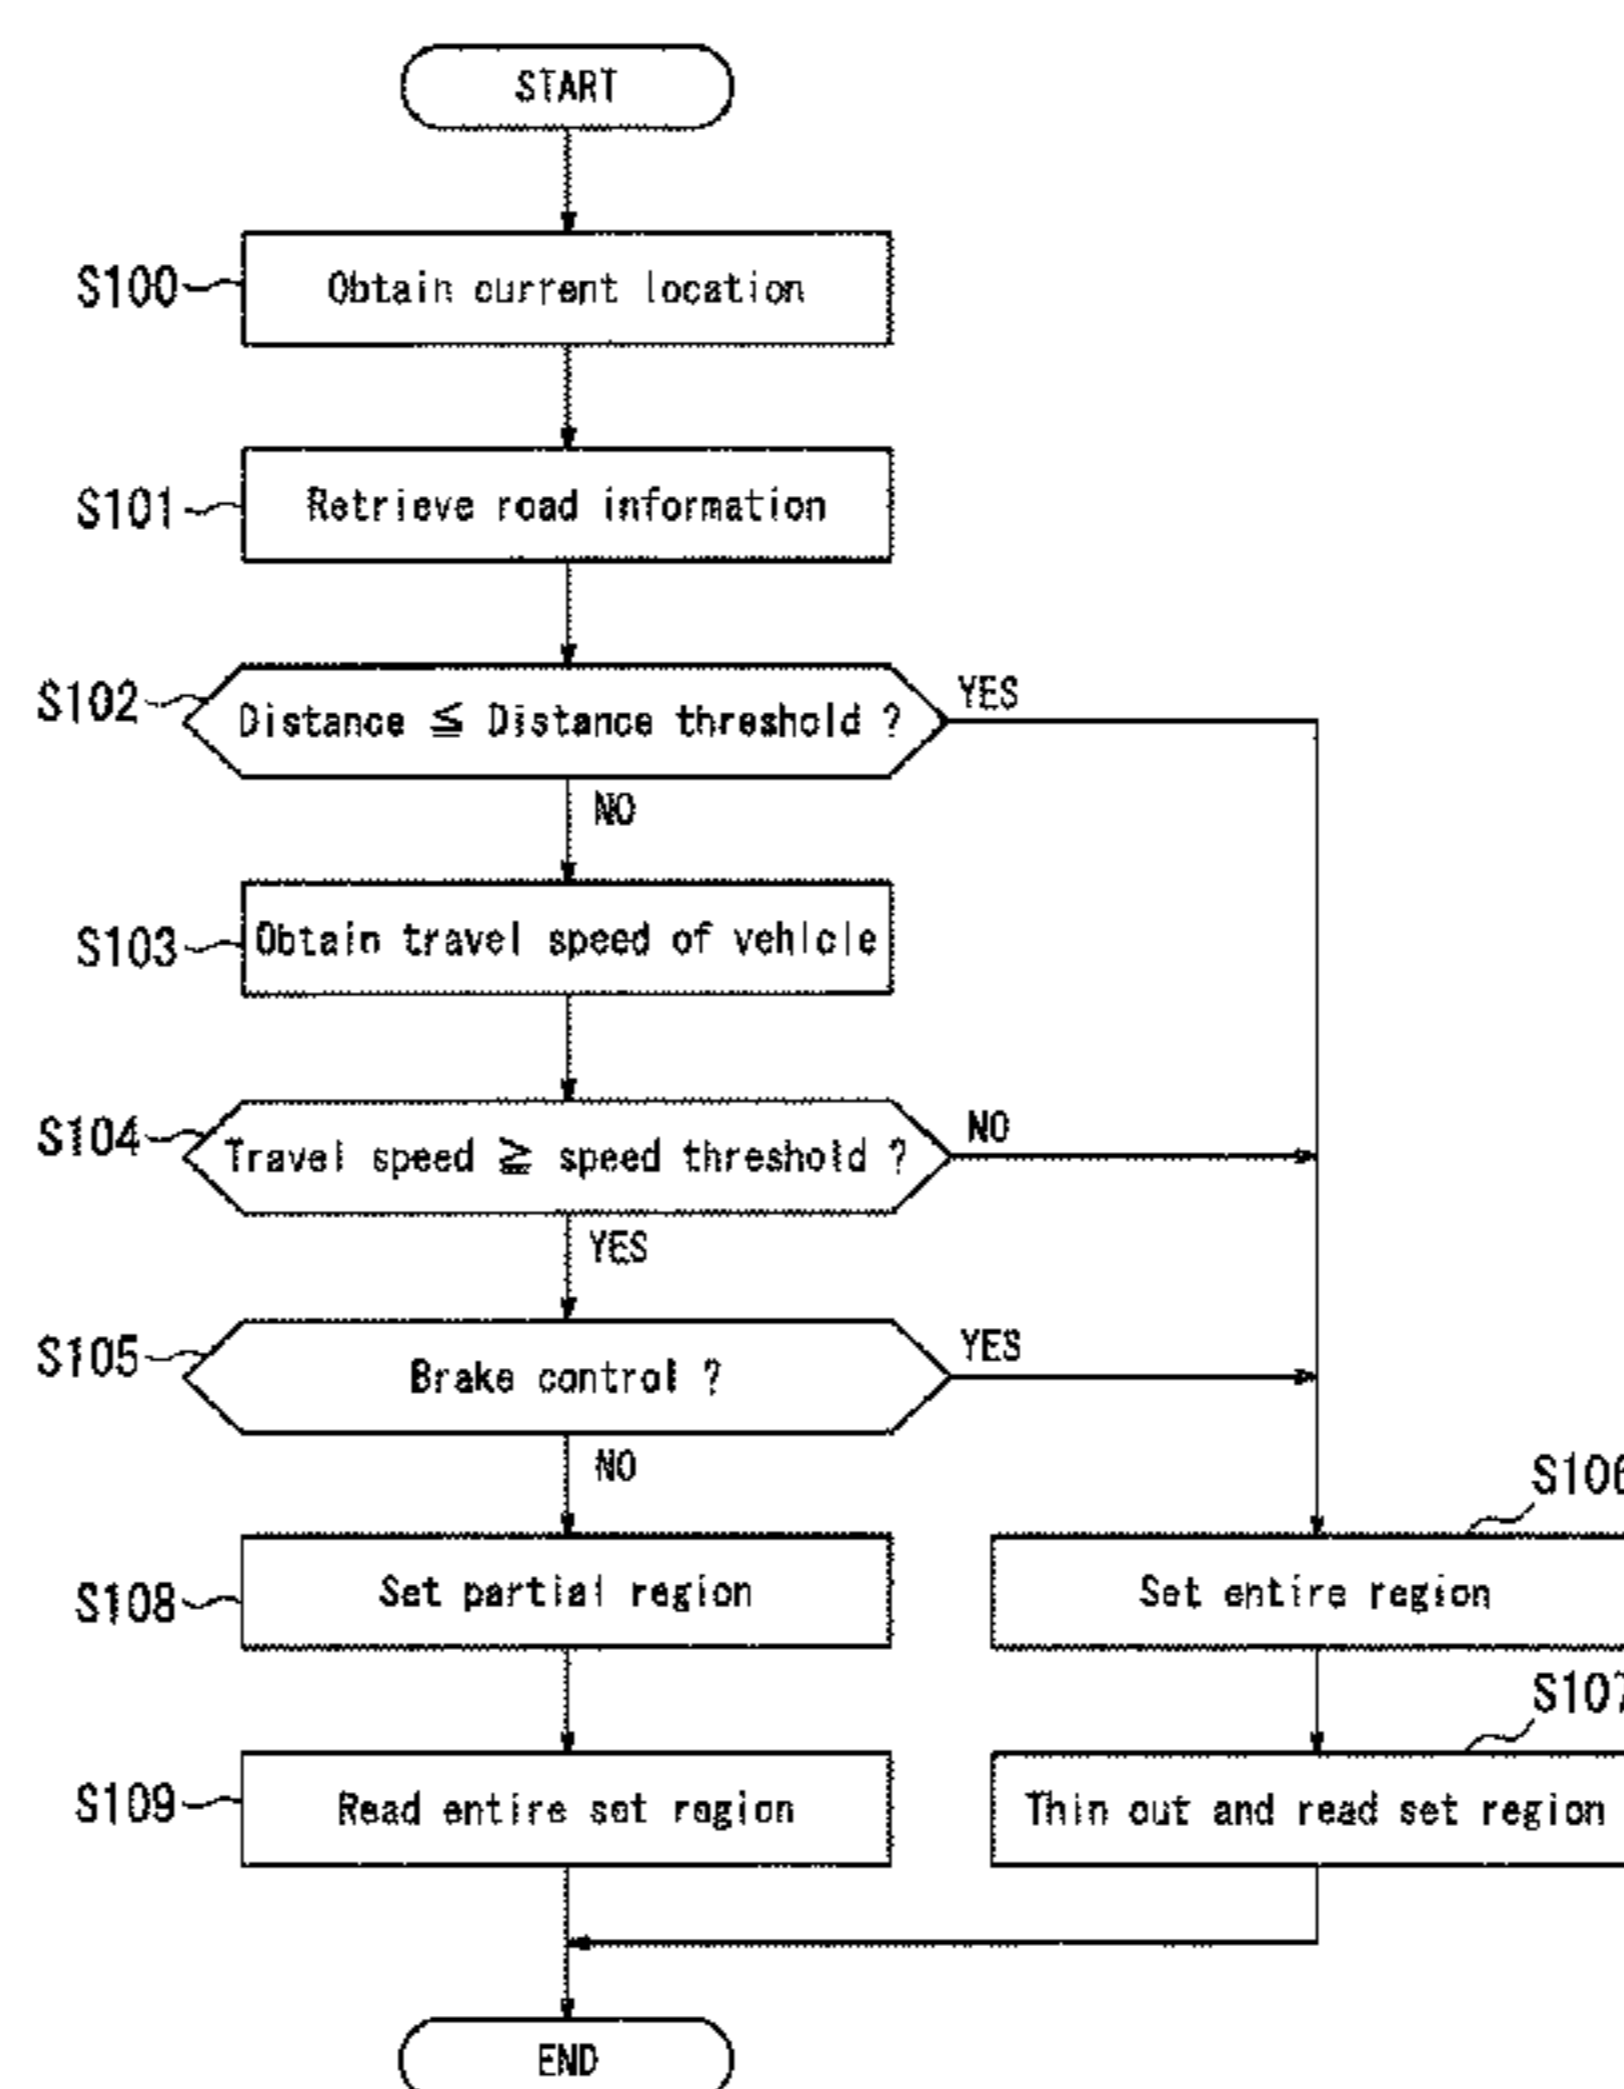 START
S100
Obtain current location
S101
Retrieve road information
S102
Distance ≦ Distance threshold ?
YES
NO
S103
Obtain travel speed of vehicle
S104
Travel speed ≧ speed threshold ?
NO
YES
S105
Brake control ?
YES
NO
S106
S108
Set partial region
Set entire region
S107
S109
Read entire set region
Thin out and read set region
END